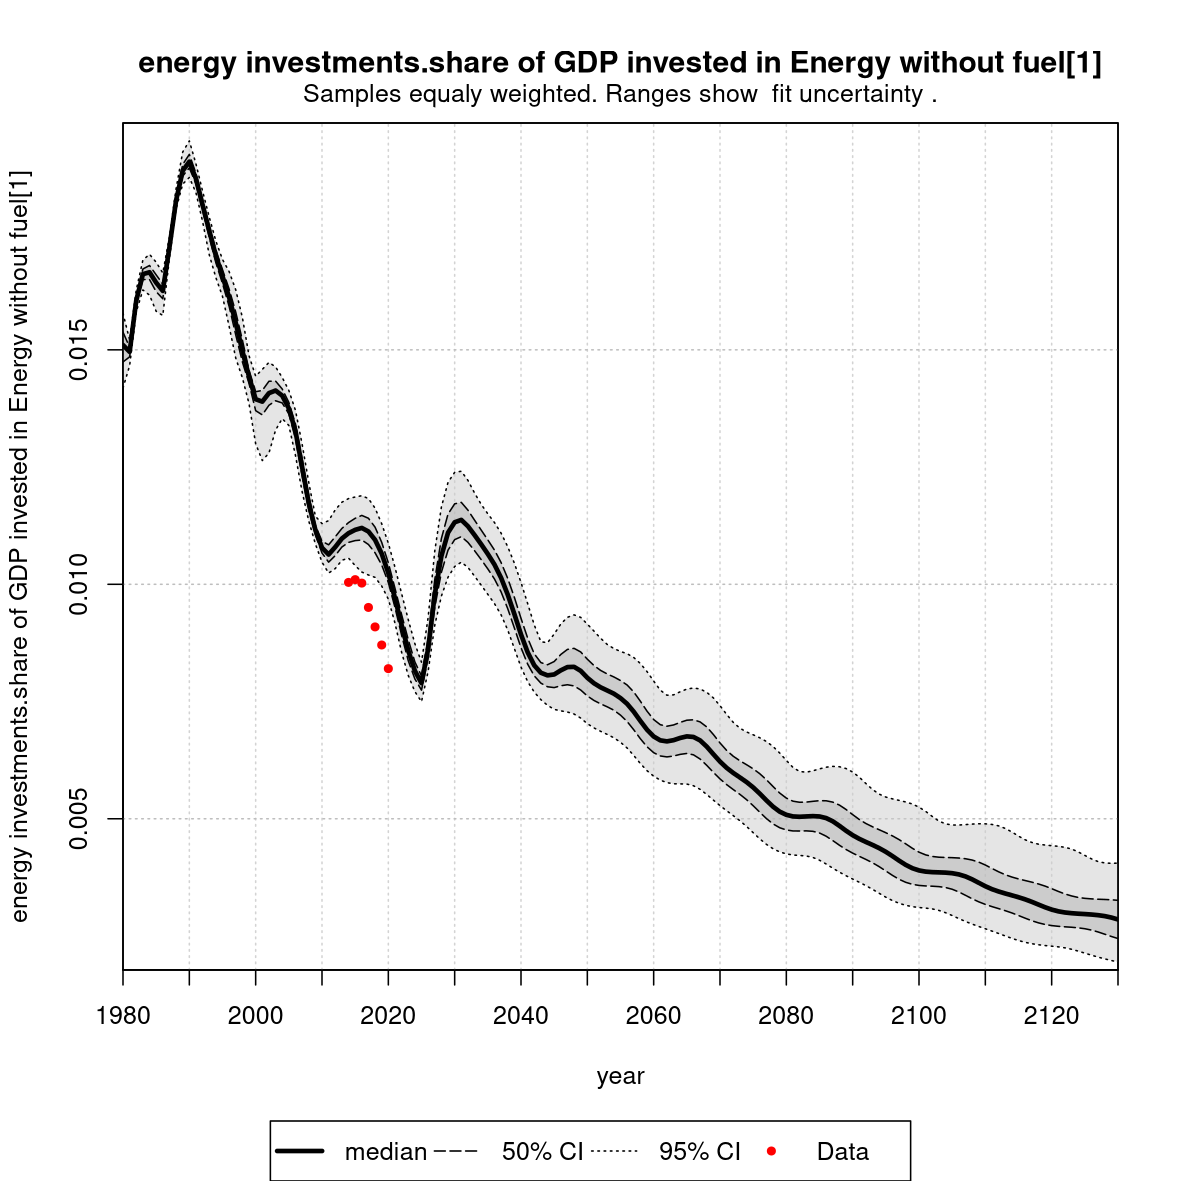 energy investments.share of GDP invested in Energy without fuel[1]
Samples equaly weighted. Ranges show  fit uncertainty .
energy investments.share of GDP invested in Energy without fuel[1]
0.015
0.010
0.005
1980 2000 2020 2040 2060 2080 2100 2120
year
median 50% CI 95% CI Data